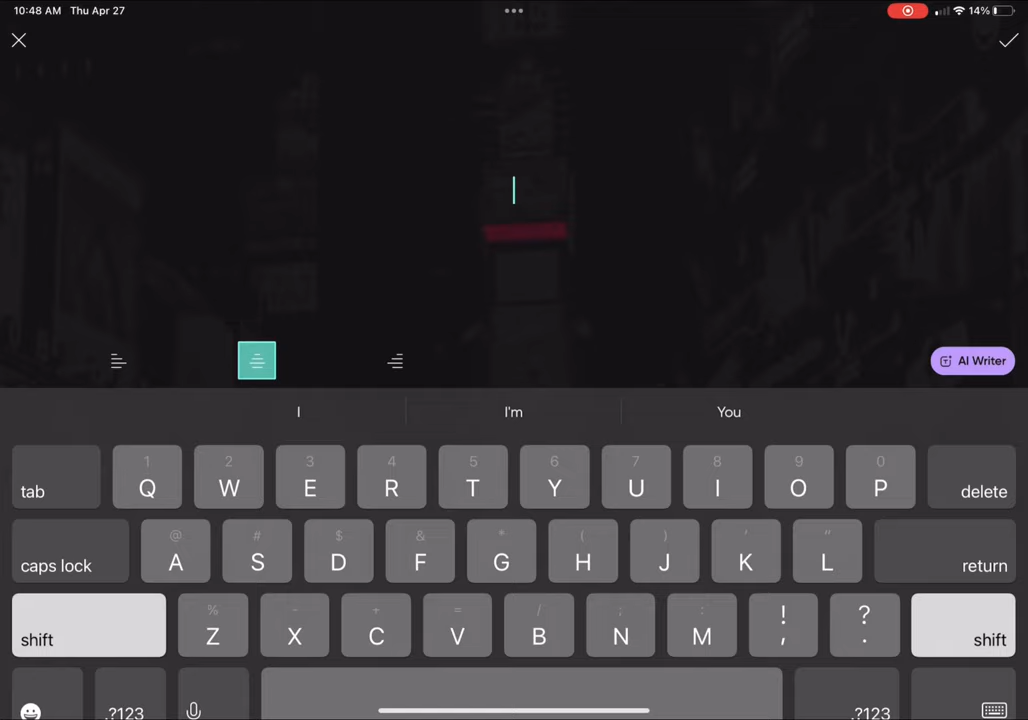 10:48 AM Thu Apr 27
14%
AI Writer
I I'm You
1 2 3 4 5 6 7 8 9 0
tab Q W E R T Y U I O P delete
@ # $ & * ( ) ' "
caps lock A S D F G H J K L return
% - + = / ; : ! ?
shift Z X C V B N M , . shift
.?123 .?123